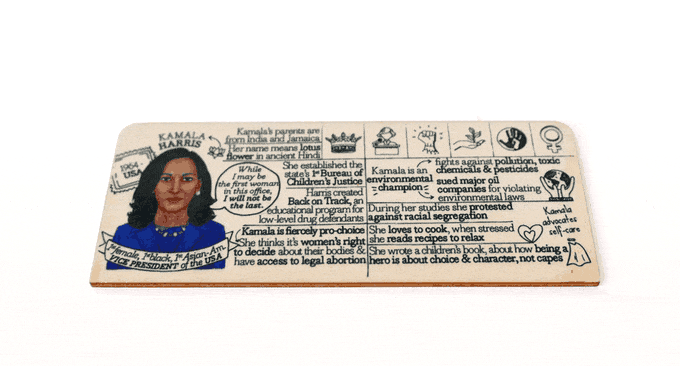 KAMALA
HARRIS
1964 -
USA
While
I may be
the first woman
in this office,
I will not be
the last.
1st female, 1st black, 1st Asian-Am.
VICE PRESIDENT of the USA
Kamala's parents are
from India and Jamaica
Her name means lotus
flower in ancient Hindi
She established the
state's 1st Bureau of
Children's Justice
Harris created
Back on Track, an
educational program for
low-level drug defendants
Kamala is fiercely pro-choice
She thinks it's women's right
to decide about their bodies &
have access to legal abortion
Kamala is an
environmental
champion
fights against pollution, toxic
chemicals & pesticides
sued major oil
companies for violating
environmental laws
During her studies she protested
against racial segregation
She loves to cook, when stressed
she reads recipes to relax
Kamala
advocates
self-care
She wrote a children's book, about how being a
hero is about choice & character, not capes